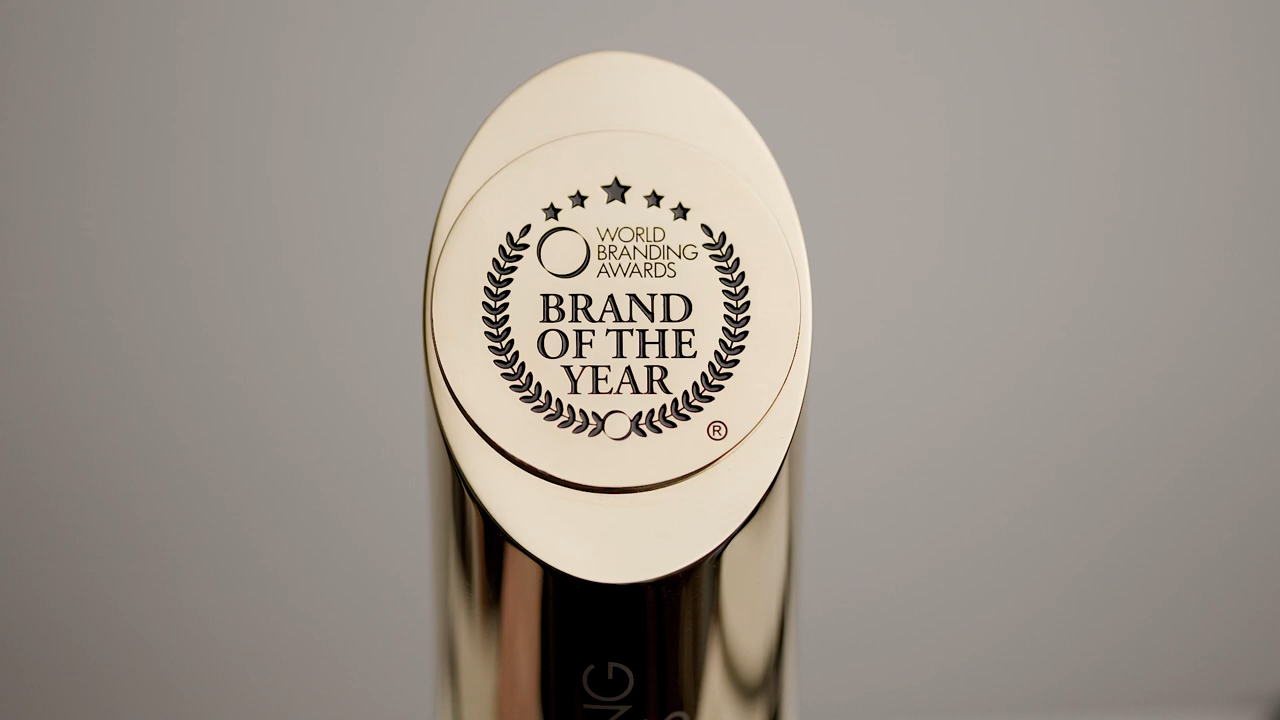 WORLD
BRANDING
AWARDS
BRAND
OF THE
YEAR
®